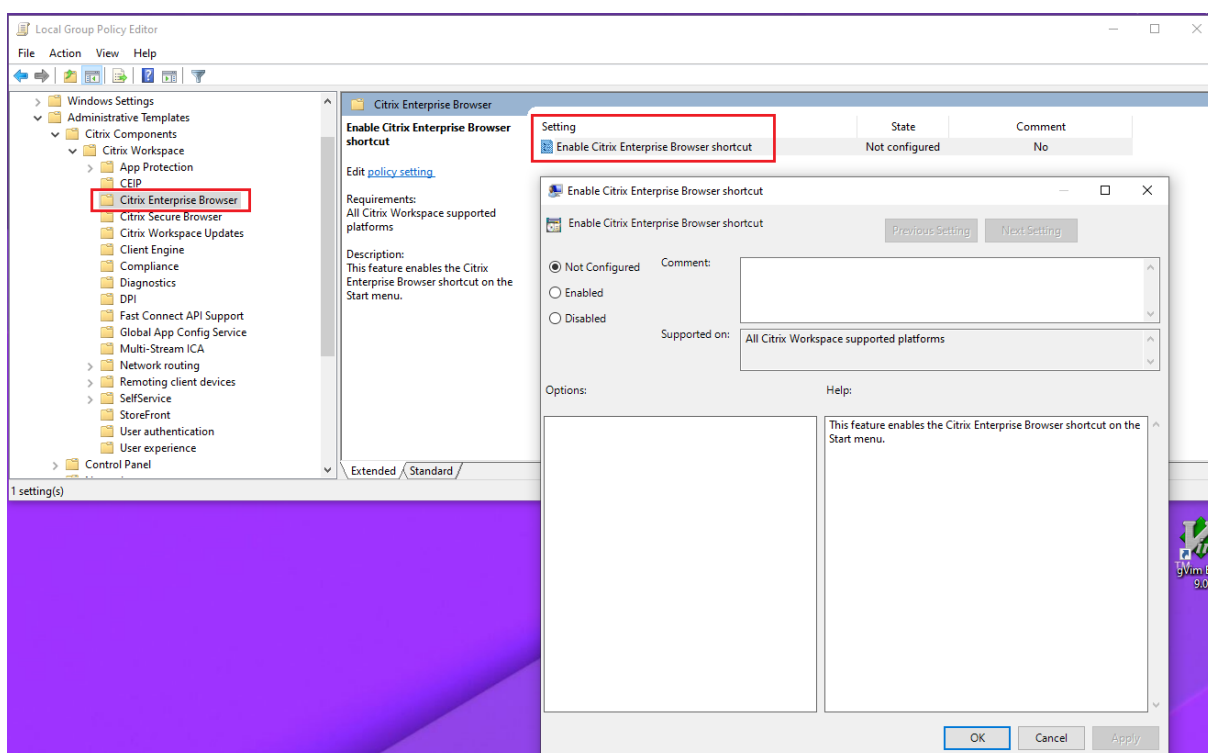 Local Group Policy Editor
File Action View Help
Windows Settings
Administrative Templates
Citrix Components
Citrix Workspace
App Protection
CEIP
Citrix Enterprise Browser
Citrix Secure Browser
Citrix Workspace Updates
Client Engine
Compliance
Diagnostics
DPI
Fast Connect API Support
Global App Config Service
Multi-Stream ICA
Network routing
Remoting client devices
SelfService
StoreFront
User authentication
User experience
Control Panel
1 setting(s)
Citrix Enterprise Browser
Enable Citrix Enterprise Browser
shortcut
Edit policy setting
Requirements:
All Citrix Workspace supported
platforms
Description:
This feature enables the Citrix
Enterprise Browser shortcut on the
Start menu.
Setting State Comment
Enable Citrix Enterprise Browser shortcut Not configured No
Extended Standard
Enable Citrix Enterprise Browser shortcut
Enable Citrix Enterprise Browser shortcut
Previous Setting Next Setting
Not Configured
Enabled
Disabled
Comment:
Supported on:
All Citrix Workspace supported platforms
Options:
Help:
This feature enables the Citrix Enterprise Browser shortcut on the
Start menu.
OK Cancel Apply
gVim
9.0